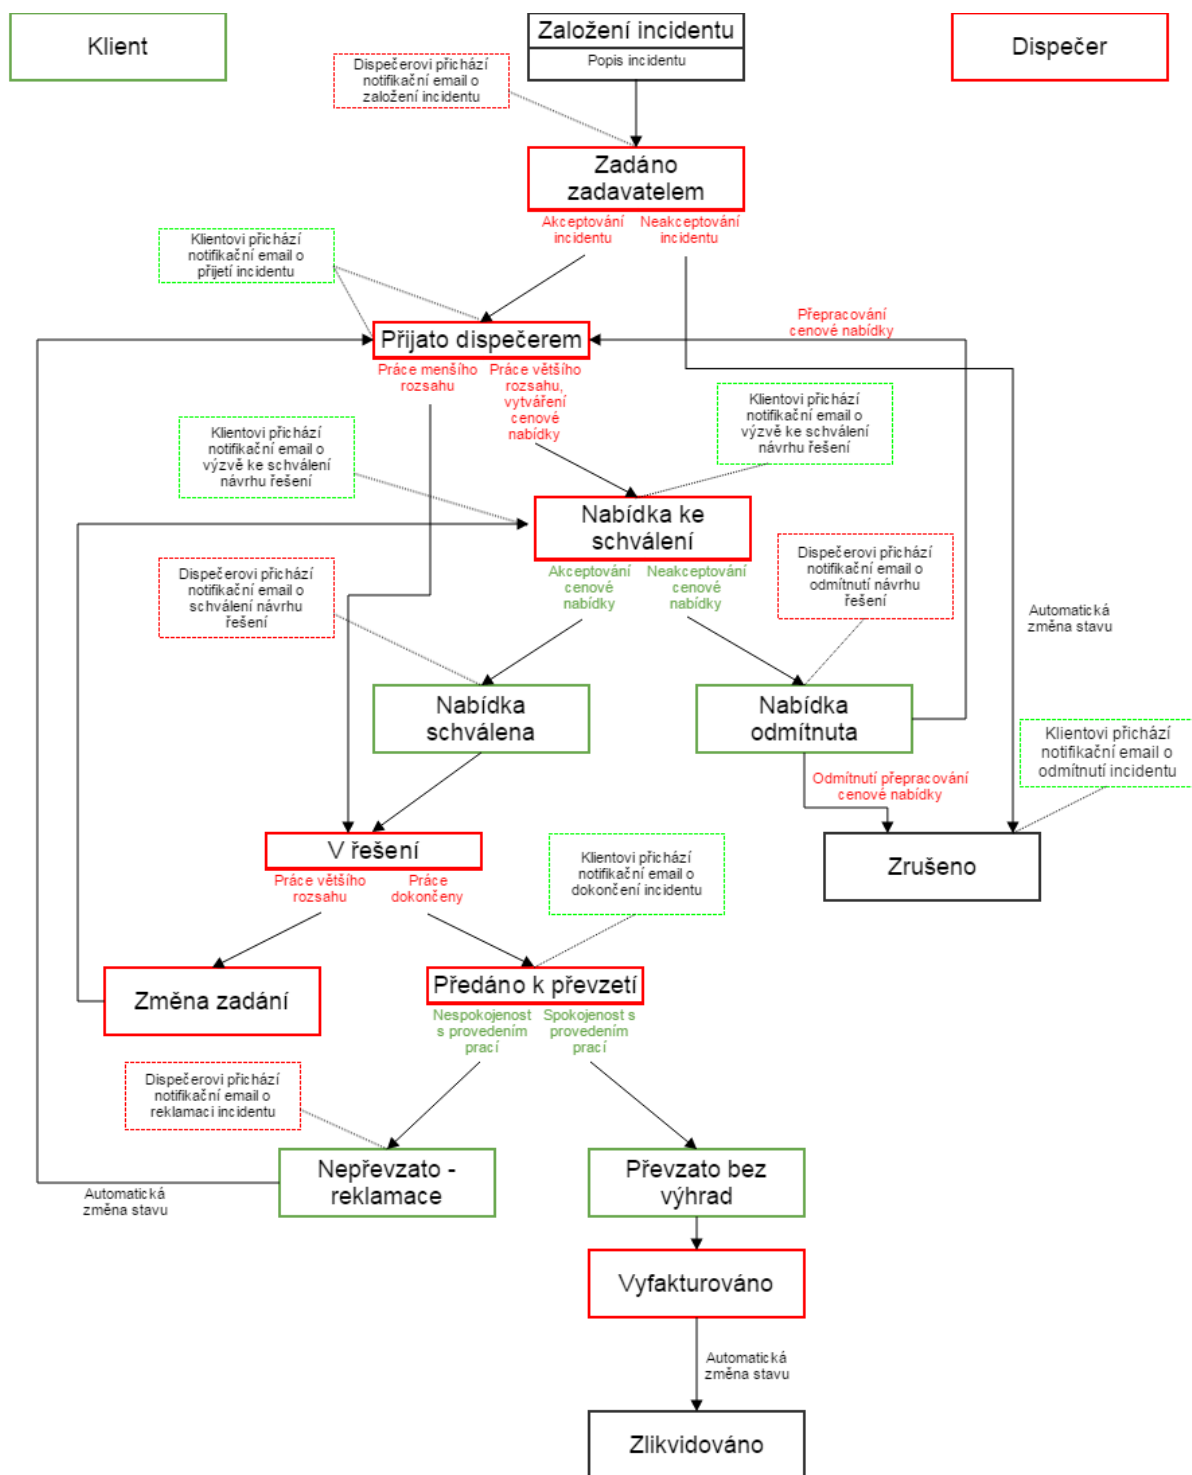 Klient
Založení incidentu
Popis incidentu
Dispečer
Dispečerovi přichází
notifikační email o
založení incidentu
Zadáno
zadavatelem
Akceptování
incidentu
Neakceptování
incidentu
Klientovi přichází
notifikační email o
přijetí incidentu
Přepracování
cenové nabídky
Přijato dispečerem
Práce menšího
rozsahu
Práce většího
rozsahu,
vytváření
cenové
nabídky
Klientovi přichází
notifikační email o
výzvě ke schválení
návrhu řešení
Klientovi přichází
notifikační email o
výzvě ke schválení
návrhu řešení
Nabídka ke
schválení
Akceptování
cenové
nabídky
Neakceptování
cenové
nabídky
Dispečerovi přichází
notifikační email o
odmítnutí návrhu
řešení
Dispečerovi přichází
notifikační email o
schválení návrhu
řešení
Automatická
změna stavu
Nabídka
schválena
Nabídka
odmítnuta
Klientovi přichází
notifikační email o
odmítnutí incidentu
Odmítnutí přepracování
cenové nabídky
V řešení
Práce většího
rozsahu
Práce
dokončeny
Klientovi přichází
notifikační email o
dokončení incidentu
Zrušeno
Změna zadání
Předáno k převzetí
Nespokojenost
s provedením
prací
Spokojenost s
provedením
prací
Dispečerovi přichází
notifikační email o
reklamaci incidentu
Nepřevzato -
reklamace
Převzato bez
výhrad
Automatická
změna stavu
Vyfakturováno
Automatická
změna stavu
Zlikvidováno